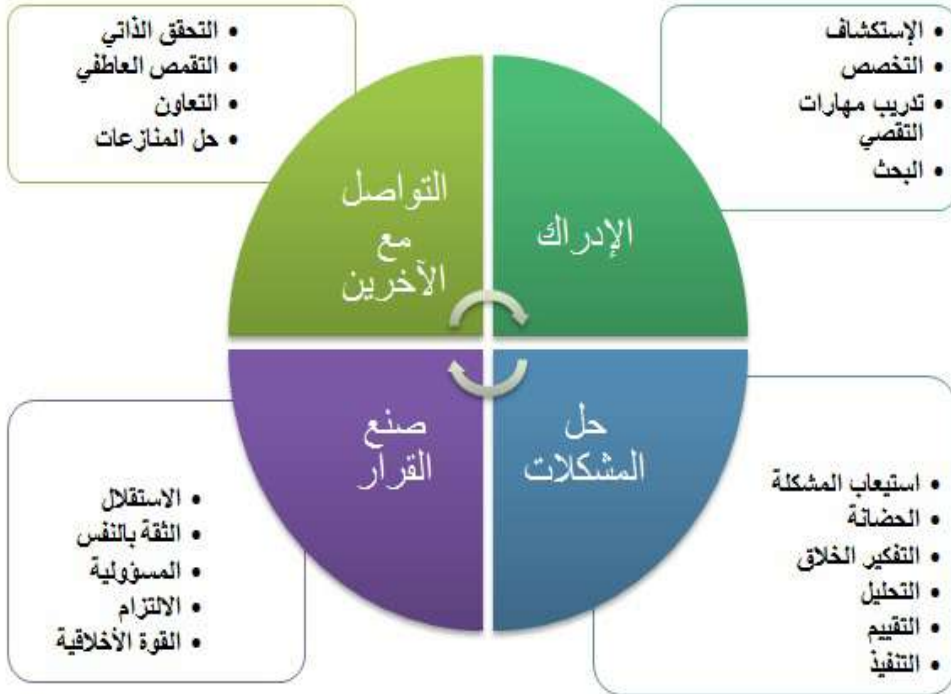 الإستكشاف
التخصص
تدريب مهارات
التقصي
البحث
الإدراك
التحقق الذاتي
التقمص العاطفي
التعاون
حل المنازعات
التواصل
مع
الآخرين
استيعاب المشكلة
الحضانة
التفكير الخلاق
التحليل
التقييم
التنفيذ
حل
المشكلات
صنع
القرار
الاستقلال
الثقة بالنفس
المسؤولية
الالتزام
القوة الأخلاقية